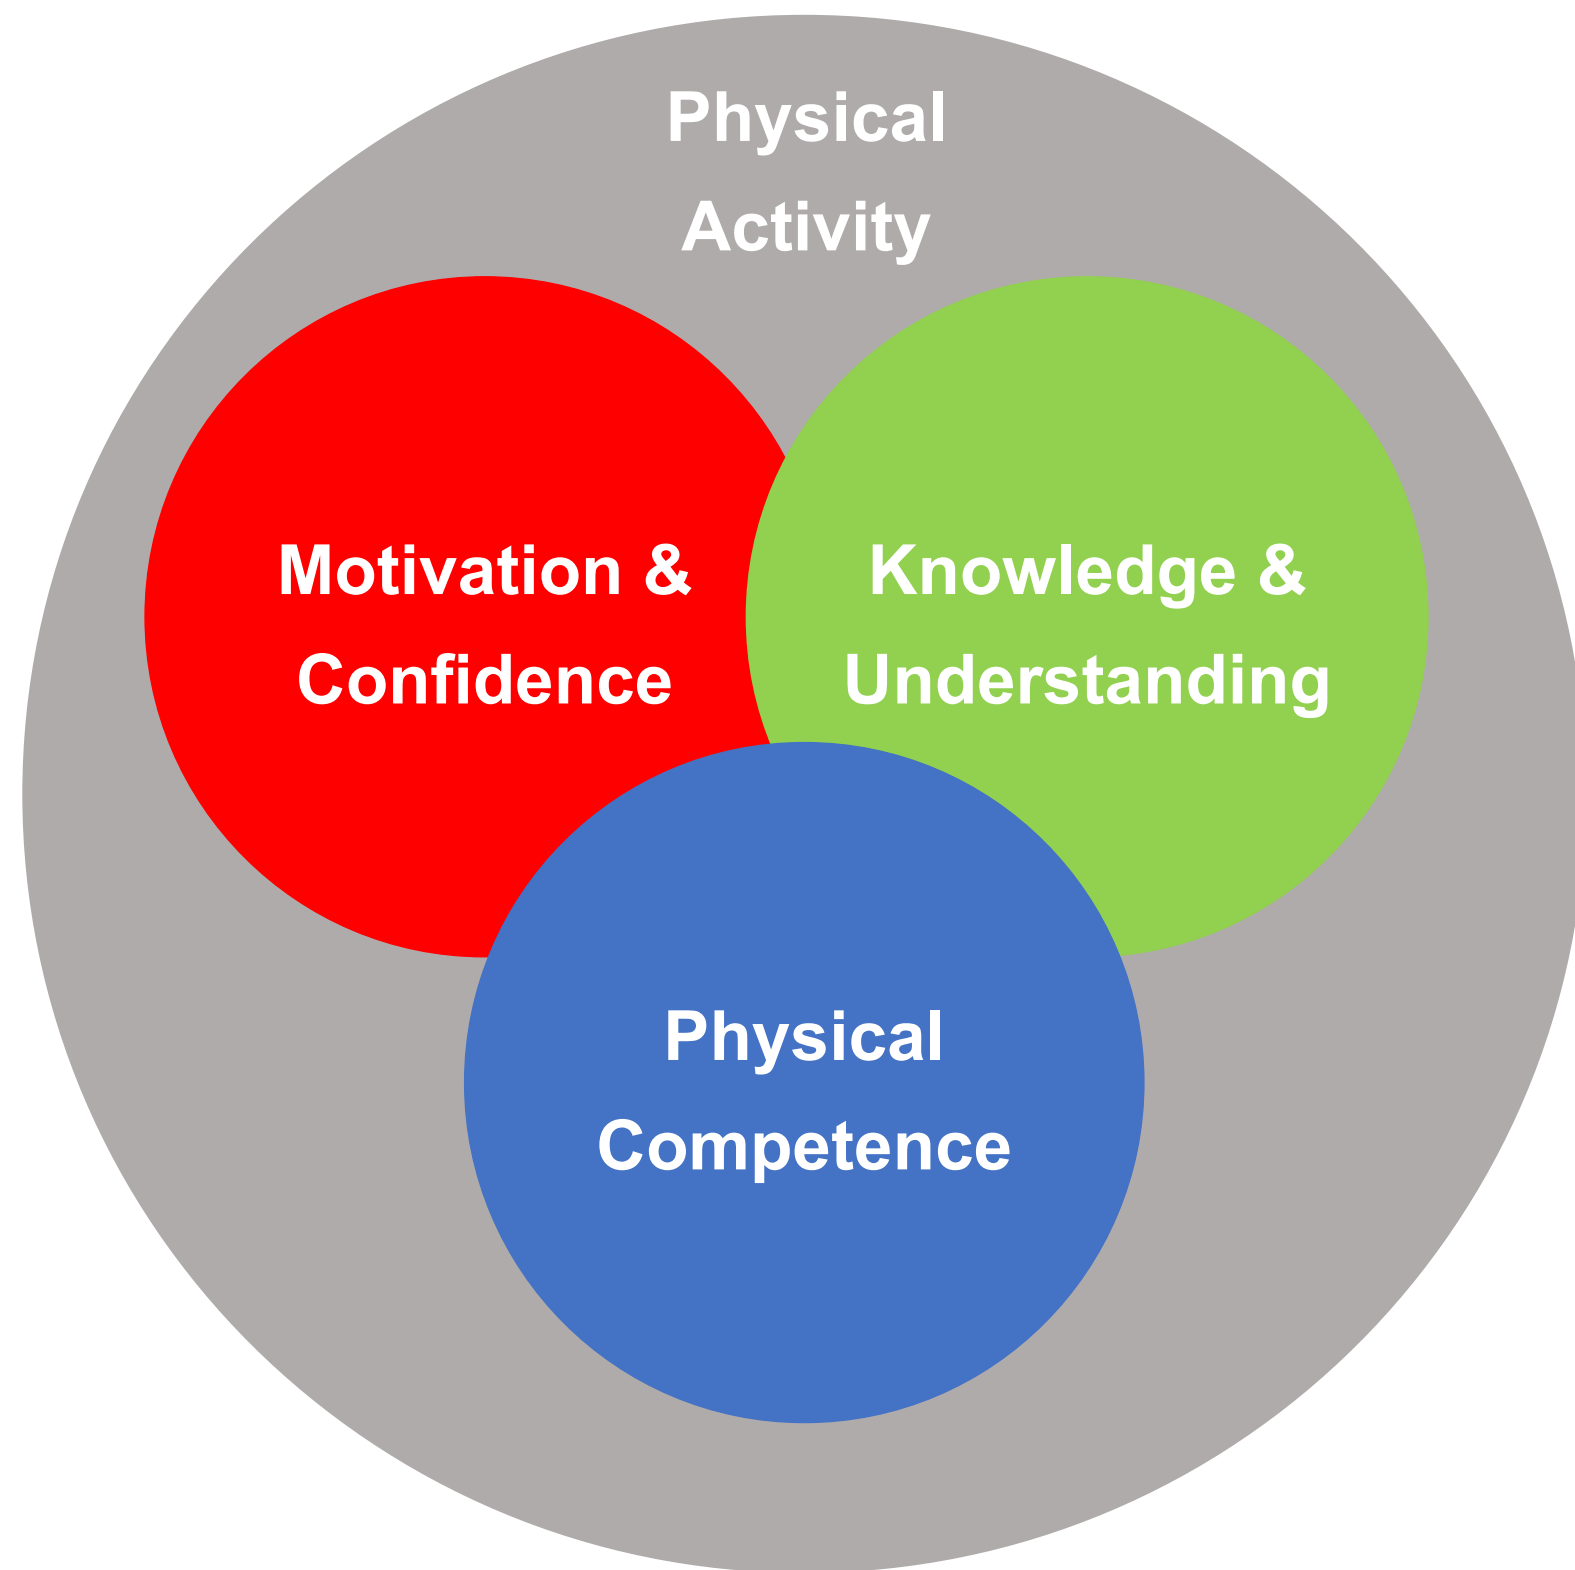 Physical
Activity
Motivation &
Confidence
Knowledge &
Understanding
Physical
Competence